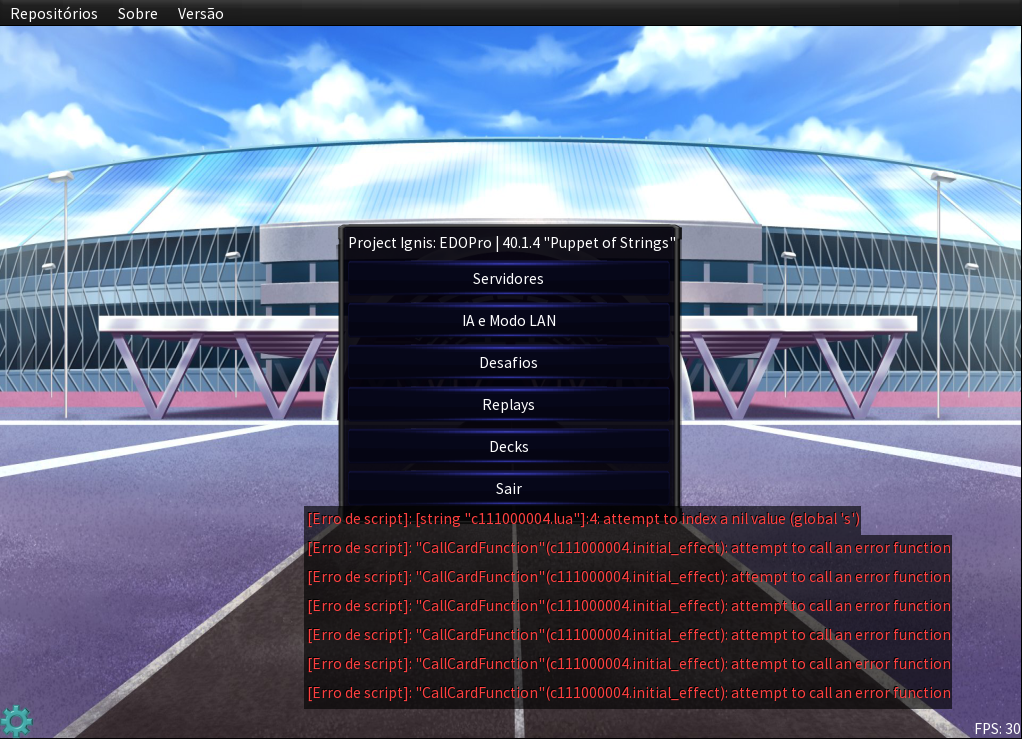 Repositórios Sobre Versão
Project Ignis: EDOPro | 40.1.4 "Puppet of Strings"
Servidores
IA e Modo LAN
Desafios
Replays
Decks
Sair
[Erro de script]: [string "c111000004.lua"]:4: attempt to index a nil value (global 's')
[Erro de script]: "CallCardFunction"(c111000004.initial_effect): attempt to call an error function
[Erro de script]: "CallCardFunction"(c111000004.initial_effect): attempt to call an error function
[Erro de script]: "CallCardFunction"(c111000004.initial_effect): attempt to call an error function
[Erro de script]: "CallCardFunction"(c111000004.initial_effect): attempt to call an error function
[Erro de script]: "CallCardFunction"(c111000004.initial_effect): attempt to call an error function
[Erro de script]: "CallCardFunction"(c111000004.initial_effect): attempt to call an error function
FPS: 30